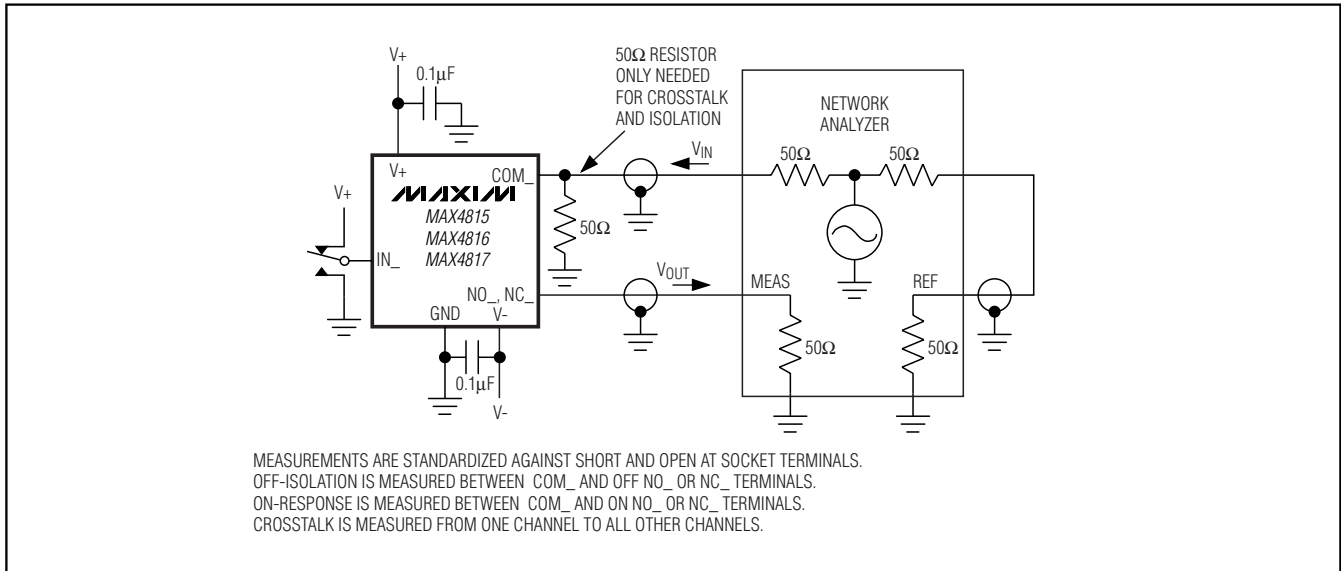 V+
0.1µF
50Ω RESISTOR
ONLY NEEDED
FOR CROSSTALK
AND ISOLATION
NETWORK
ANALYZER
VIN
50Ω
50Ω
V+
COM_
MAXIM
MAX4815
MAX4816
MAX4817
V+
IN_
50Ω
VOUT
MEAS
REF
NO_, NC_
GND
V-
50Ω
50Ω
0.1µF
V-
MEASUREMENTS ARE STANDARDIZED AGAINST SHORT AND OPEN AT SOCKET TERMINALS.
OFF-ISOLATION IS MEASURED BETWEEN COM_ AND OFF NO_ OR NC_ TERMINALS.
ON-RESPONSE IS MEASURED BETWEEN COM_ AND ON NO_ OR NC_ TERMINALS.
CROSSTALK IS MEASURED FROM ONE CHANNEL TO ALL OTHER CHANNELS.